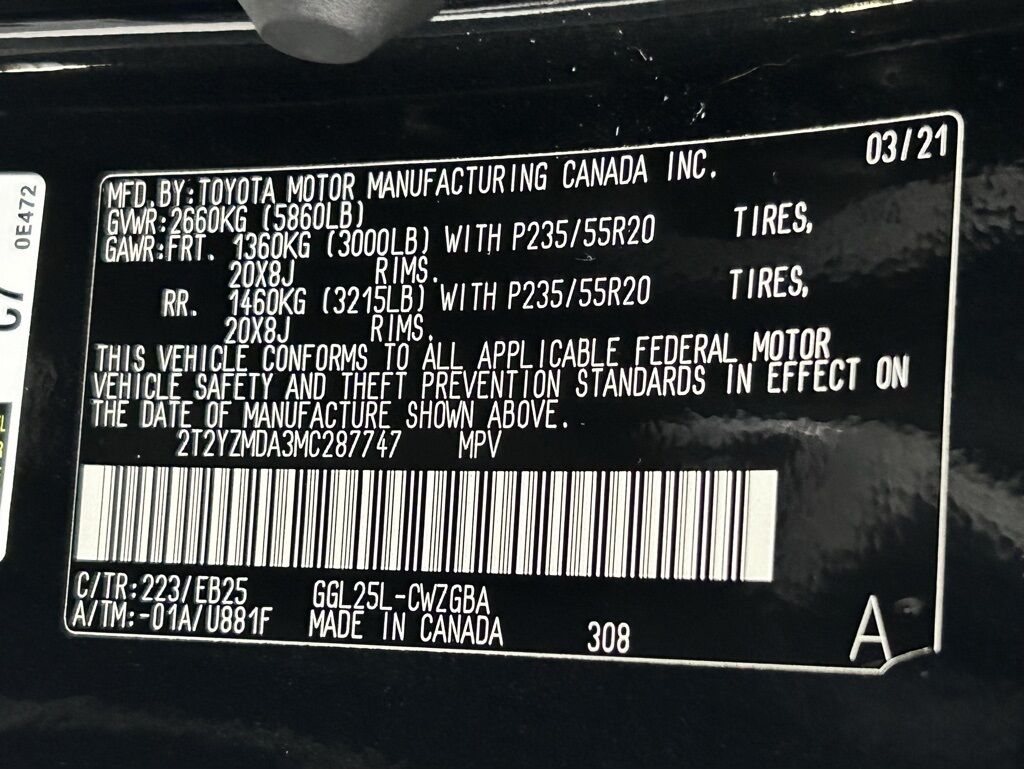 03/21
MFD.BY:TOYOTA MOTOR MANUFACTURING CANADA INC.
GVWR:2660KG (5860LB)
GAWR:FRT. 1360KG (3000LB) WITH P235/55R20 TIRES,
20X8J RIMS.
RR. 1460KG (3215LB) WITH P235/55R20 TIRES,
20X8J RIMS.
THIS VEHICLE CONFORMS TO ALL APPLICABLE FEDERAL MOTOR
VEHICLE SAFETY AND THEFT PREVENTION STANDARDS IN EFFECT ON
THE DATE OF MANUFACTURE SHOWN ABOVE.
2T2YZMDA3MC287747 MPV
C/TR:223/EB25 GGL25L-CWZGBA
A/TM:-01A/U881F MADE IN CANADA 308 A
0E472